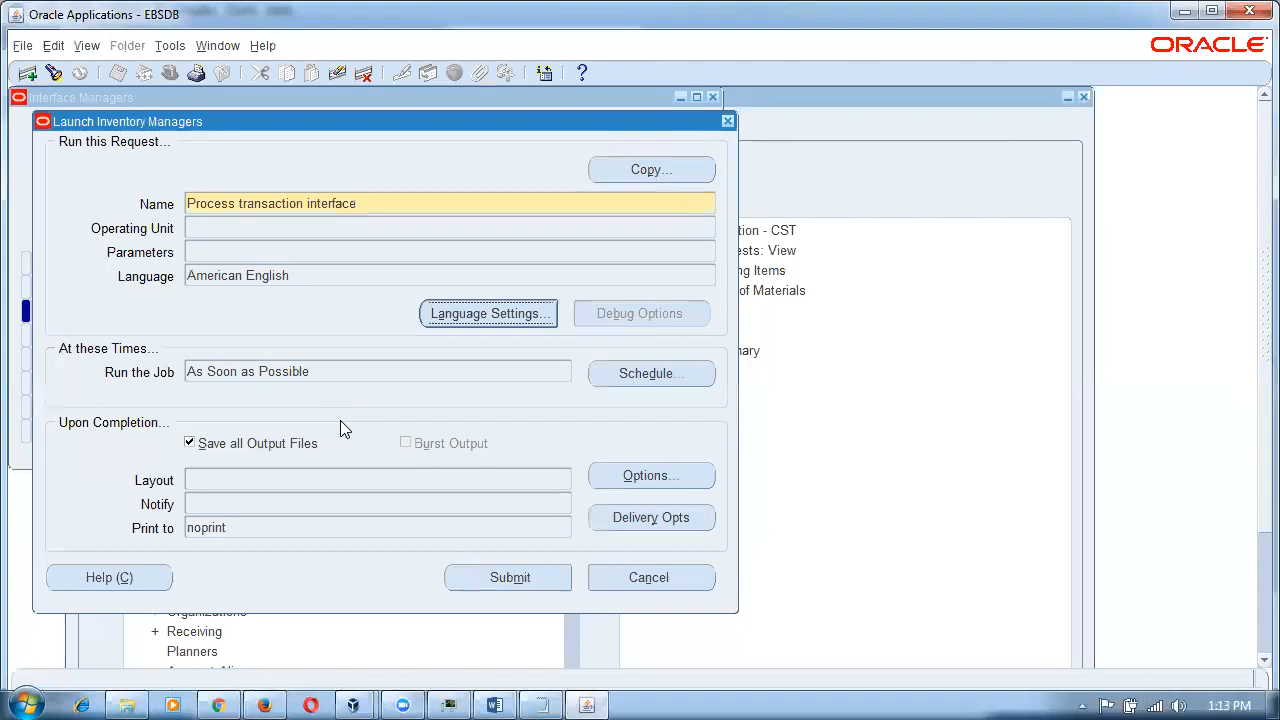 Oracle Applications - EBSDB
File Edit View Folder Tools Window Help
ORACLE
Interface Managers
Launch Inventory Managers
Run this Request...
Copy...
Name Process transaction interface
Operating Unit
Parameters
Language American English
Language Settings... Debug Options
At these Times...
Run the Job As Soon as Possible
Schedule...
Upon Completion...
Save all Output Files Burst Output
Layout
Options...
Notify
Print to noprint
Delivery Opts
Help (C) Submit Cancel
tion - CST
ests: View
ng Items
of Materials
ary
Organizations
+ Receiving
Planners
1:13 PM